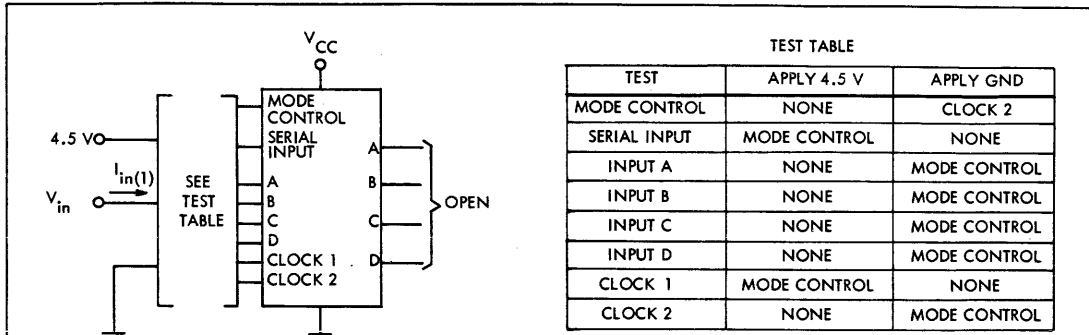 V_CC
MODE
CONTROL
SERIAL
INPUT
A
B
C
D
CLOCK 1
CLOCK 2
A
B
C
D
OPEN
4.5 V
I_in(1)
V_in
SEE
TEST
TABLE
TEST TABLE
TEST APPLY 4.5 V APPLY GND
MODE CONTROL NONE CLOCK 2
SERIAL INPUT MODE CONTROL NONE
INPUT A NONE MODE CONTROL
INPUT B NONE MODE CONTROL
INPUT C NONE MODE CONTROL
INPUT D NONE MODE CONTROL
CLOCK 1 MODE CONTROL NONE
CLOCK 2 NONE MODE CONTROL